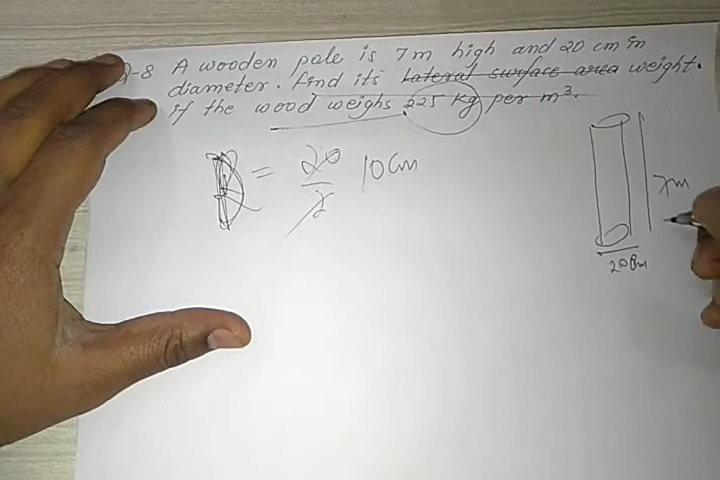 Q-8 A wooden pole is 7m high and 20 cm in
diameter. find its lateral surface area weight.
if the wood weighs 225 kg per m³.
= 20/2 10cm
7m
20cm